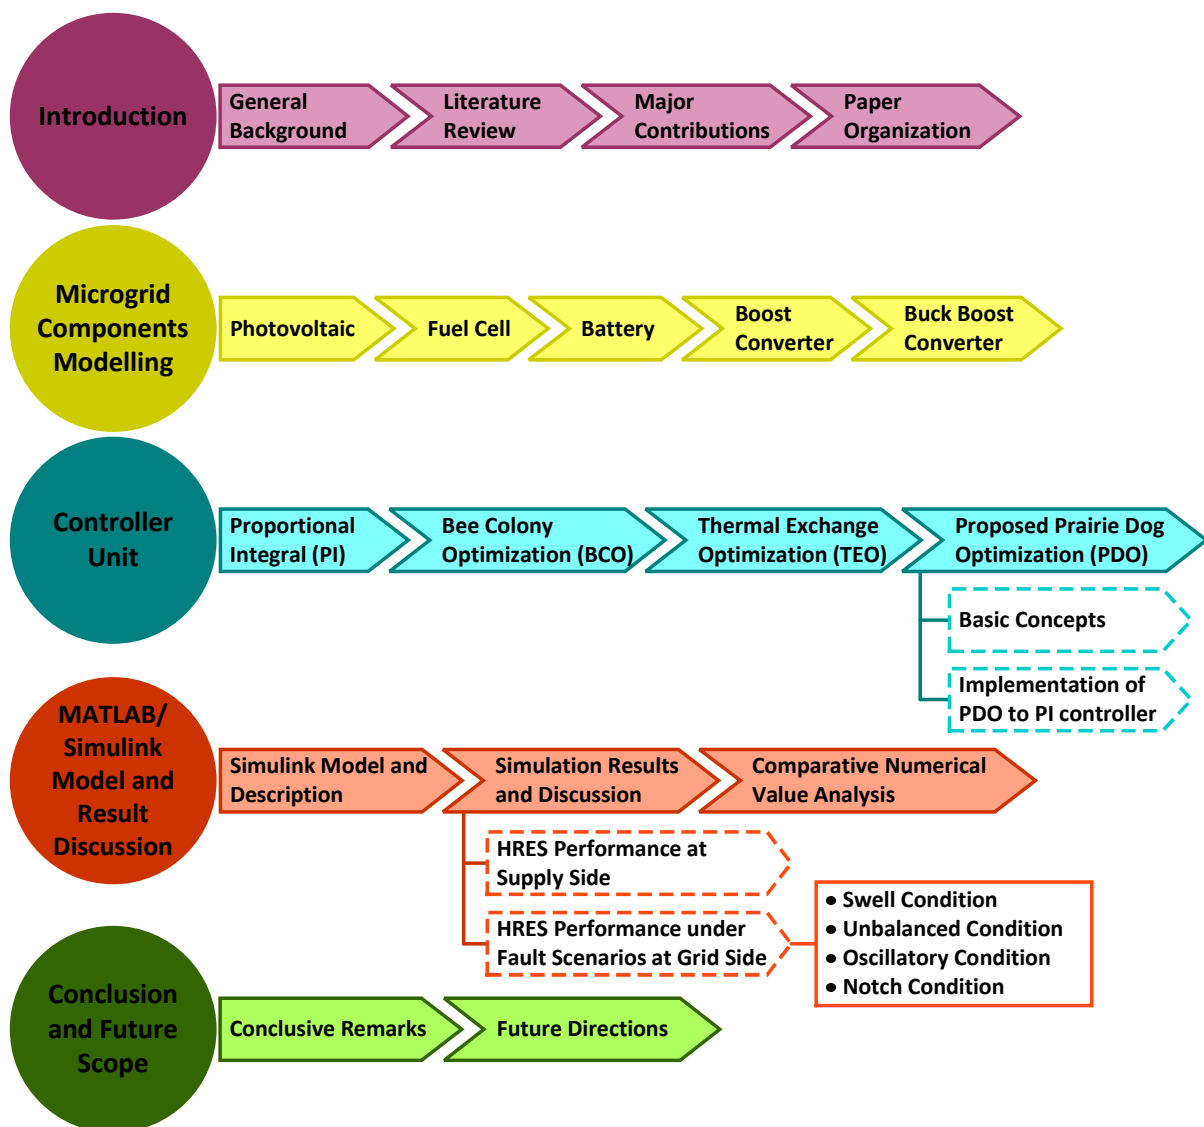 Introduction
General
Background
Literature
Review
Major
Contributions
Paper
Organization
Microgrid
Components
Modelling
Photovoltaic
Fuel Cell
Battery
Boost
Converter
Buck Boost
Converter
Controller
Unit
Proportional
Integral (PI)
Bee Colony
Optimization (BCO)
Thermal Exchange
Optimization (TEO)
Proposed Prairie Dog
Optimization (PDO)
Basic Concepts
Implementation of
PDO to PI controller
MATLAB/
Simulink
Model and
Result
Discussion
Simulink Model and
Description
Simulation Results
and Discussion
Comparative Numerical
Value Analysis
HRES Performance at
Supply Side
HRES Performance under
Fault Scenarios at Grid Side
• Swell Condition
• Unbalanced Condition
• Oscillatory Condition
• Notch Condition
Conclusion
and Future
Scope
Conclusive Remarks
Future Directions